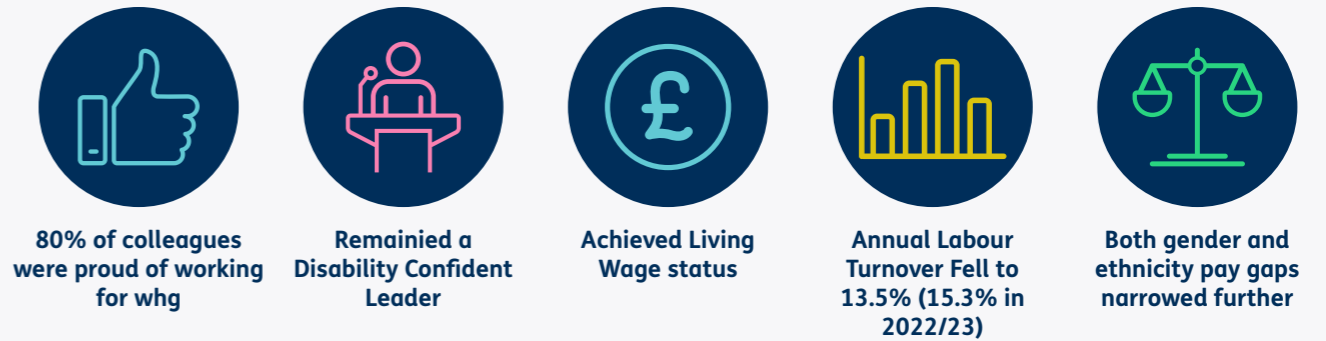 £
80% of colleagues
were proud of working
for whg
Remainied a
Disability Confident
Leader
Achieved Living
Wage status
Annual Labour
Turnover Fell to
13.5% (15.3% in
2022/23)
Both gender and
ethnicity pay gaps
narrowed further